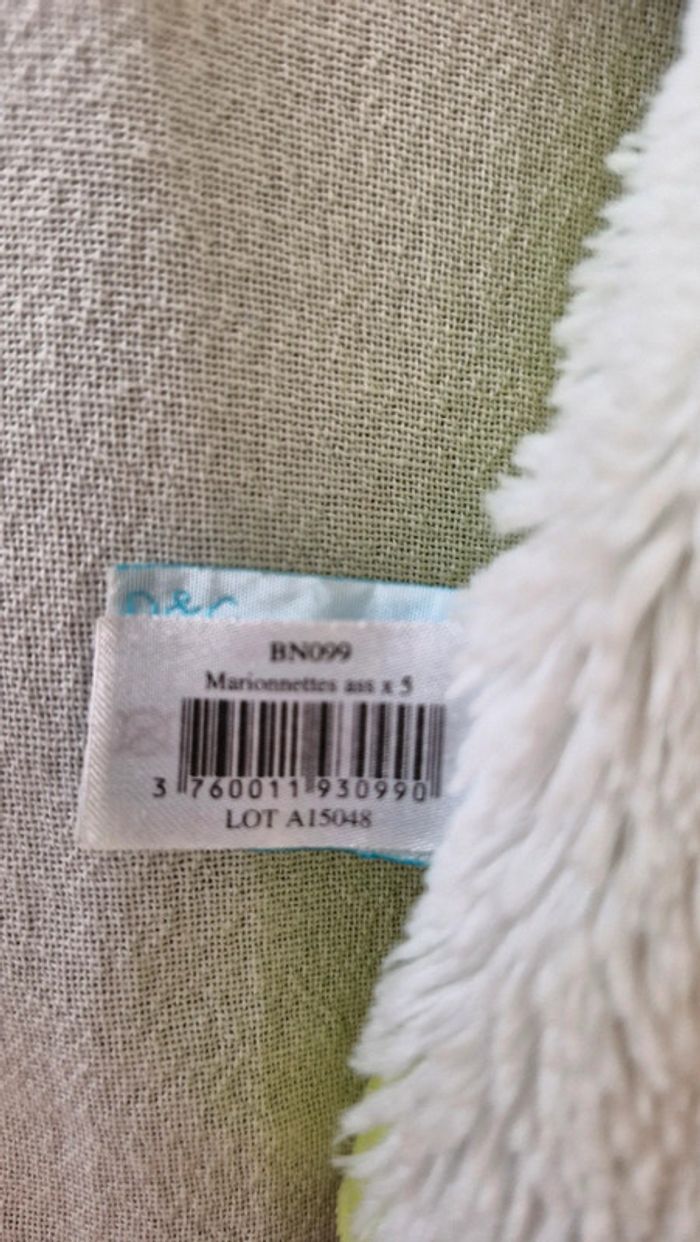 BN099
Marionnettes ass x 5
3 760011 930990
LOT A15048